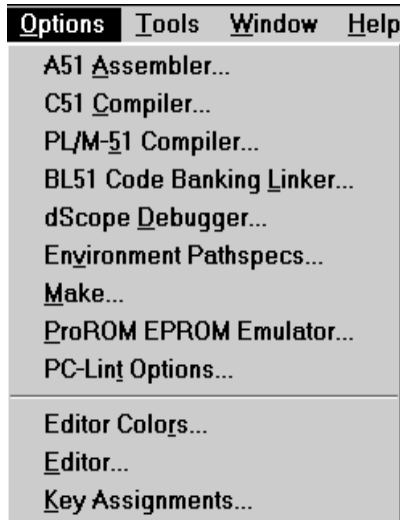 Options Tools Window Help
A51 Assembler...
C51 Compiler...
PL/M-51 Compiler...
BL51 Code Banking Linker...
dScope Debugger...
Environment Pathspecs...
Make...
ProROM EPROM Emulator...
PC-Lint Options...
Editor Colors...
Editor...
Key Assignments...